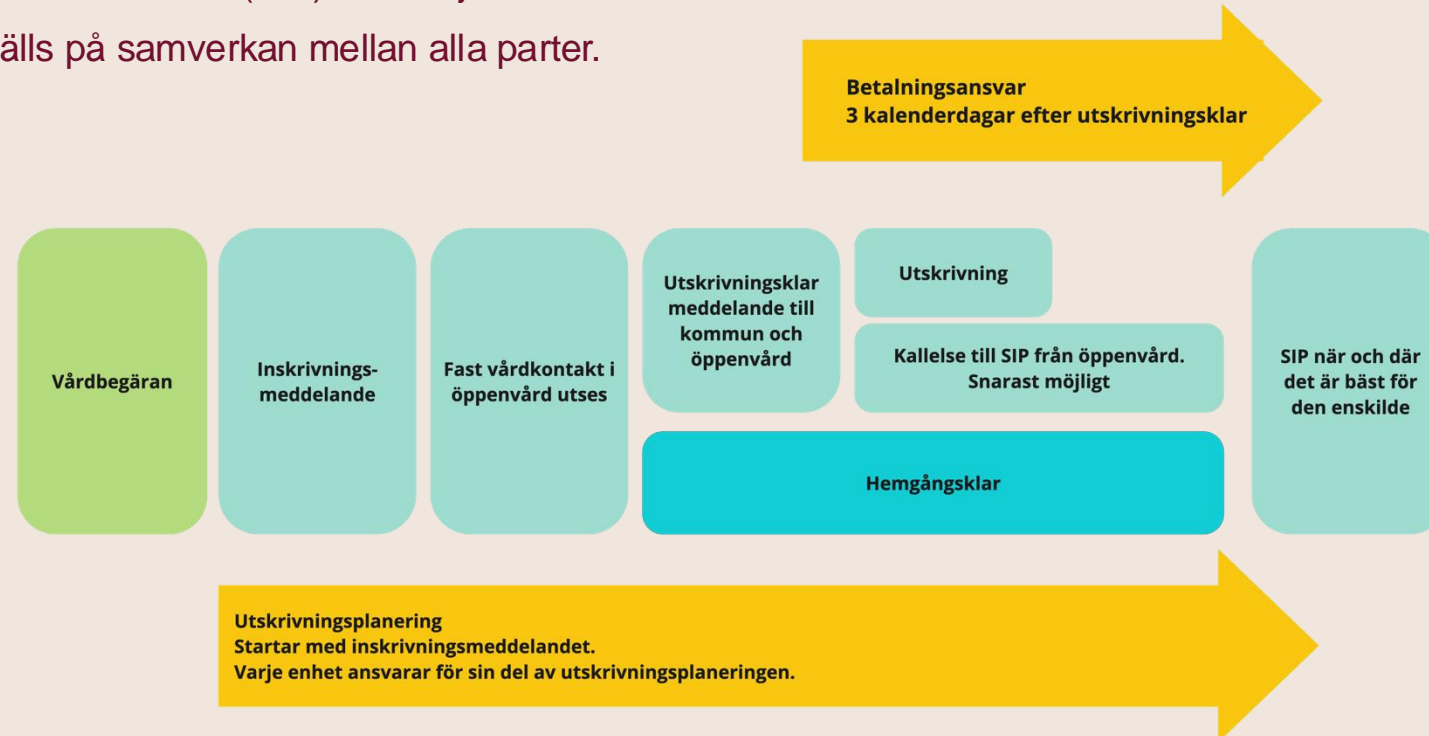 älls på samverkan mellan alla parter.
Betalningsansvar
3 kalenderdagar efter utskrivningsklar
Vårdbegäran
Inskrivnings-
meddelande
Fast vårdkontakt i
öppenvård utses
Utskrivningsklar
meddelande till
kommun och
öppenvård
Utskrivning
Kallelse till SIP från öppenvård.
Snarast möjligt
Hemgångsklar
SIP när och där
det är bäst för
den enskilde
Utskrivningsplanering
Startar med inskrivningsmeddelandet.
Varje enhet ansvarar för sin del av utskrivningsplaneringen.